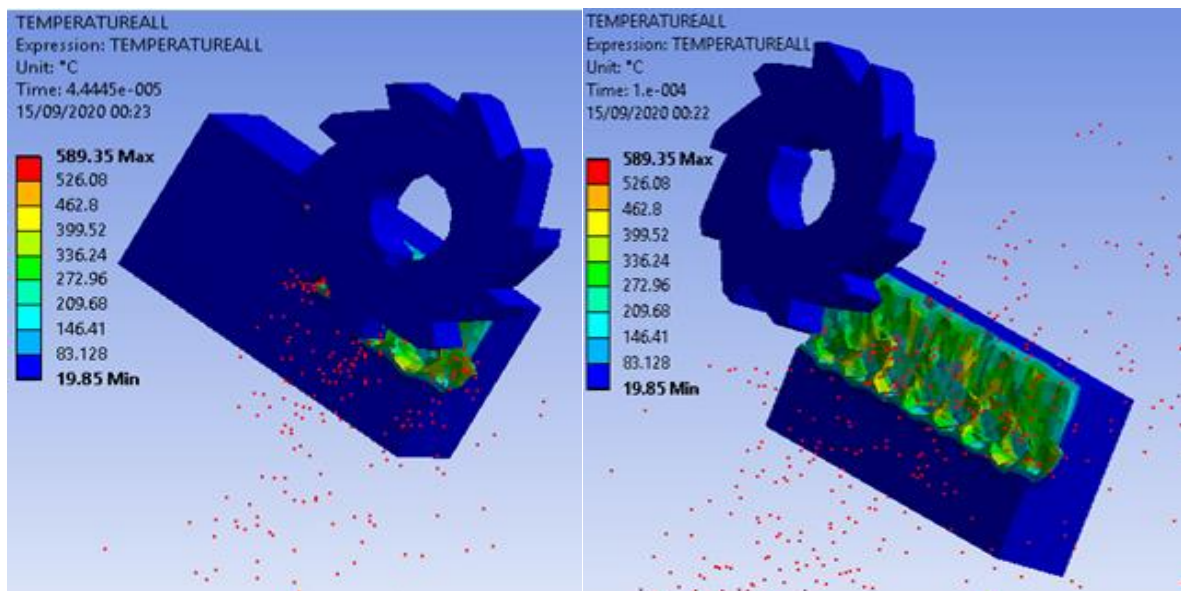 TEMPERATUREALL
Expression: TEMPERATUREALL
Unit: °C
Time: 4.4445e-005
15/09/2020 00:23
589.35 Max
526.08
462.8
399.52
336.24
272.96
209.68
146.41
83.128
19.85 Min
TEMPERATUREALL
Expression: TEMPERATUREALL
Unit: °C
Time: 1.e-004
15/09/2020 00:22
589.35 Max
526.08
462.8
399.52
336.24
272.96
209.68
146.41
83.128
19.85 Min